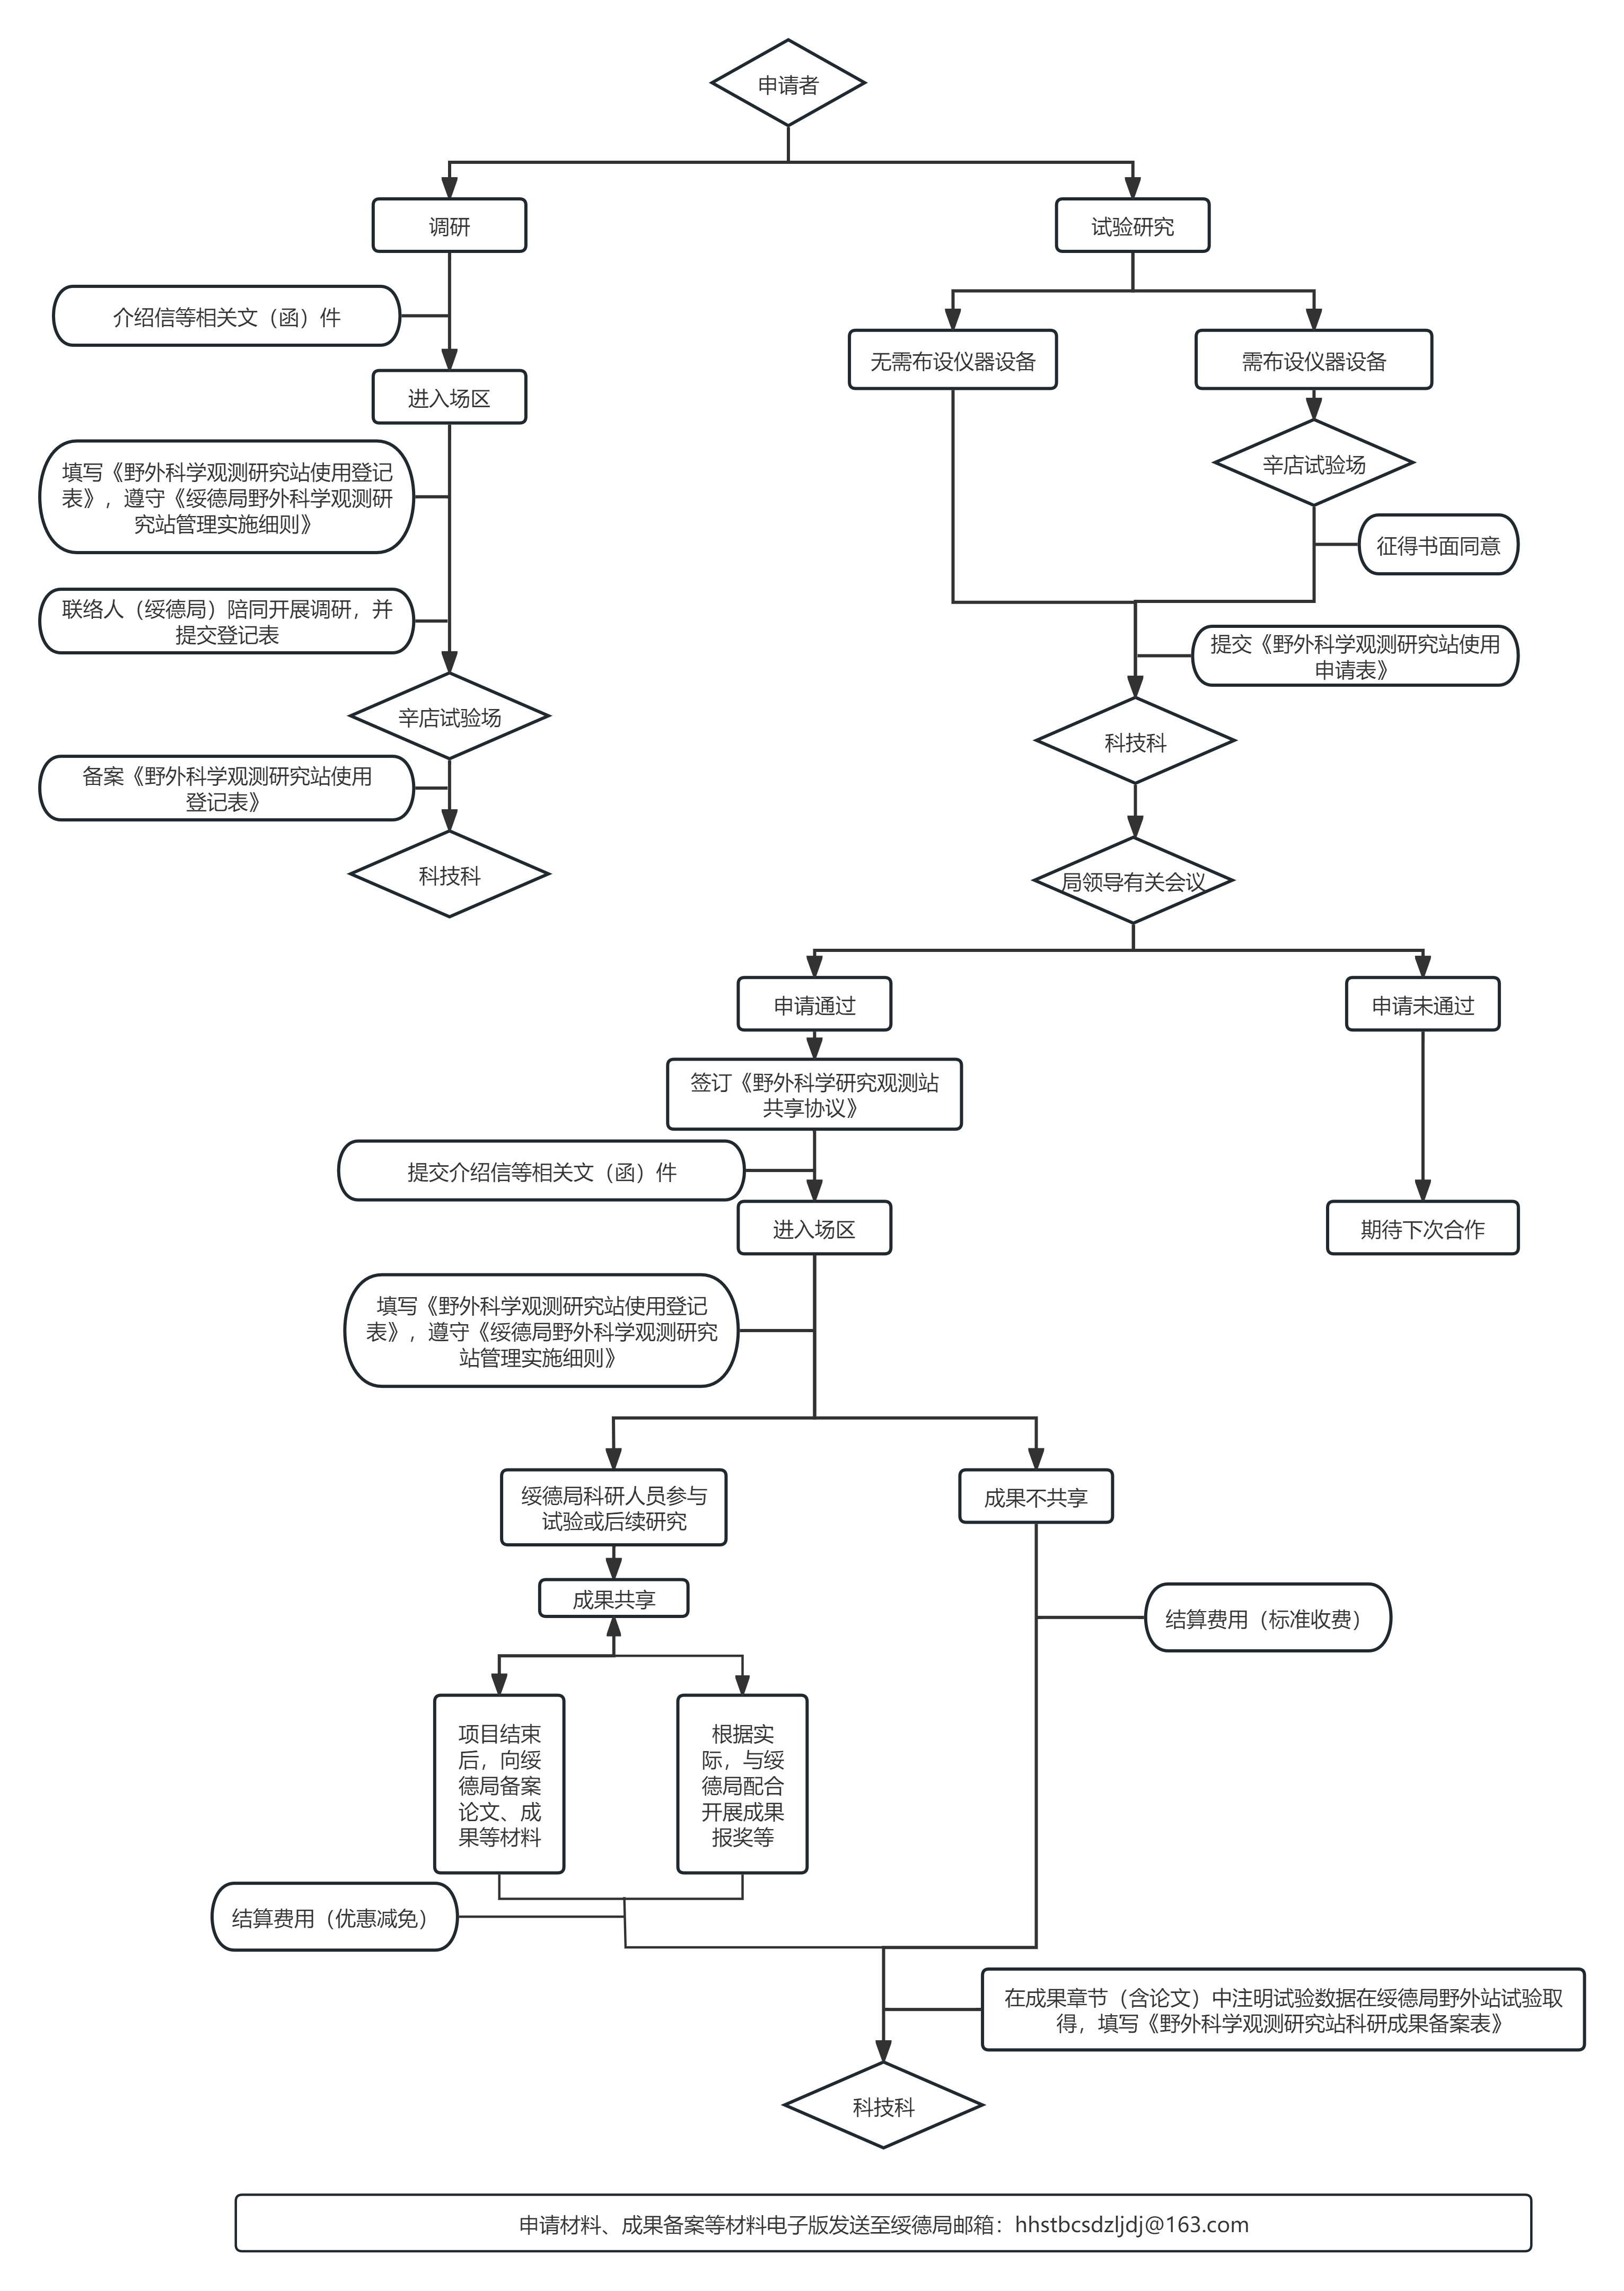 申请者
调研
试验研究
介绍信等相关文（函）件
无需布设仪器设备
需布设仪器设备
进入场区
填写《野外科学观测研究站使用登记
表》，遵守《绥德局野外科学观测研
究站管理实施细则》
辛店试验场
征得书面同意
联络人（绥德局）陪同开展调研，并
提交登记表
提交《野外科学观测研究站使用
申请表》
辛店试验场
科技科
备案《野外科学观测研究站使用
登记表》
科技科
局领导有关会议
申请通过
申请未通过
签订《野外科学研究观测站
共享协议》
提交介绍信等相关文（函）件
进入场区
期待下次合作
填写《野外科学观测研究站使用登记
表》，遵守《绥德局野外科学观测研究
站管理实施细则》
绥德局科研人员参与
试验或后续研究
成果不共享
成果共享
结算费用（标准收费）
项目结束
后，向绥
德局备案
论文、成
果等材料
根据实
际，与绥
德局配合
开展成果
报奖等
结算费用（优惠减免）
在成果章节（含论文）中注明试验数据在绥德局野外站试验取
得，填写《野外科学观测研究站科研成果备案表》
科技科
申请材料、成果备案等材料电子版发送至绥德局邮箱：hhstbcsdzljdj@163.com